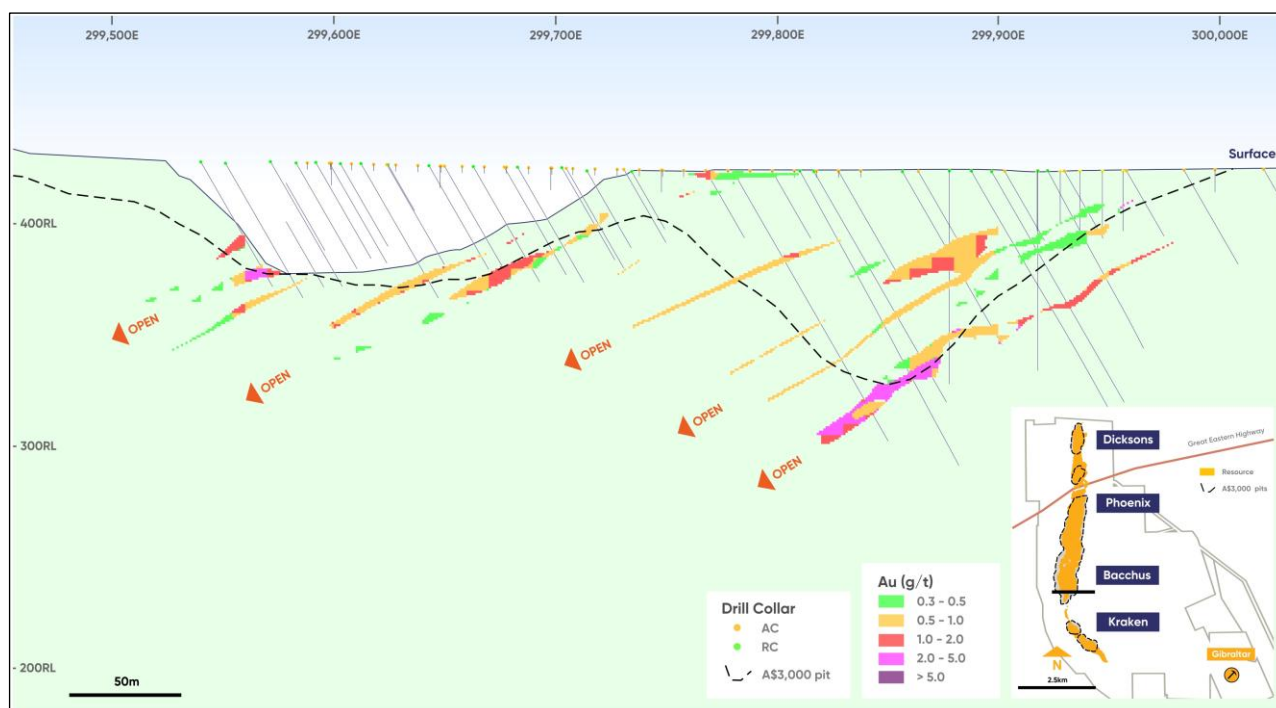 299,500E
299,600E
299,700E
299,800E
299,900E
300,000E
Surface
400RL
300RL
200RL
OPEN
OPEN
OPEN
OPEN
OPEN
50m
Drill Collar
AC
RC
A$3,000 pit
Au (g/t)
0.3 - 0.5
0.5 - 1.0
1.0 - 2.0
2.0 - 5.0
> 5.0
Dicksons
Great Eastern Highway
Resource
A$3,000 pits
Phoenix
Bacchus
Kraken
N
2.5km
Gibraltar